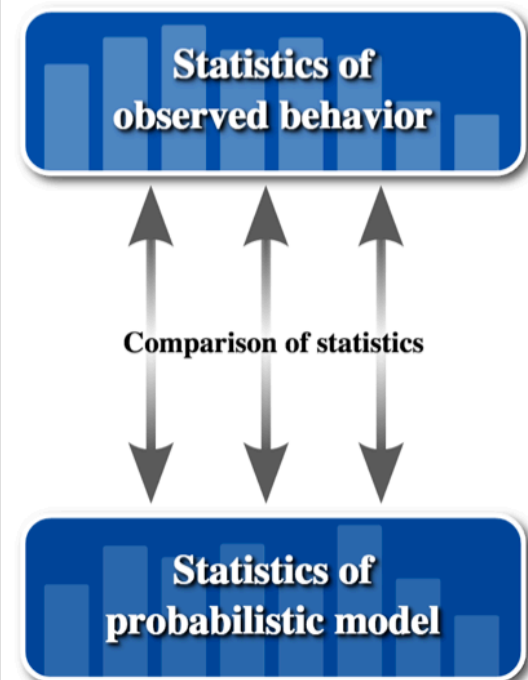 Statistics of
observed behavior
Comparison of statistics
Statistics of
probabilistic model